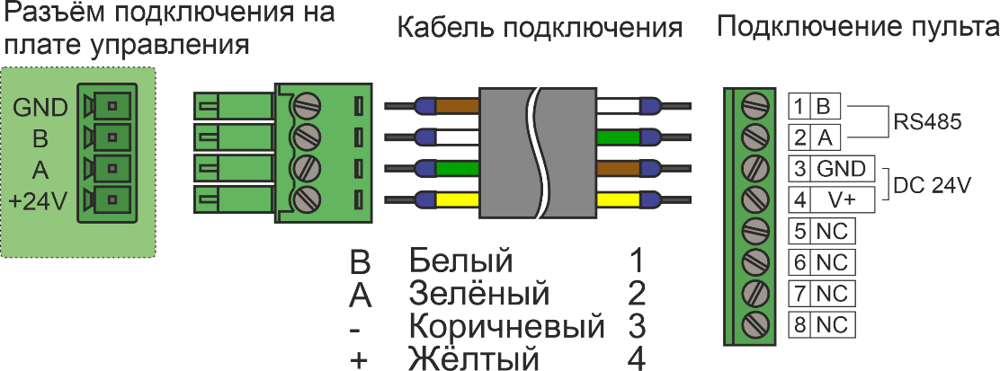 Разъём подключения на
плате управления
Кабель подключения
Подключение пульта
GND
B
A
+24V
1 B
2 A
RS485
3 GND
4 V+
DC 24V
5 NC
6 NC
7 NC
8 NC
B Белый 1
A Зелёный 2
- Коричневый 3
+ Жёлтый 4